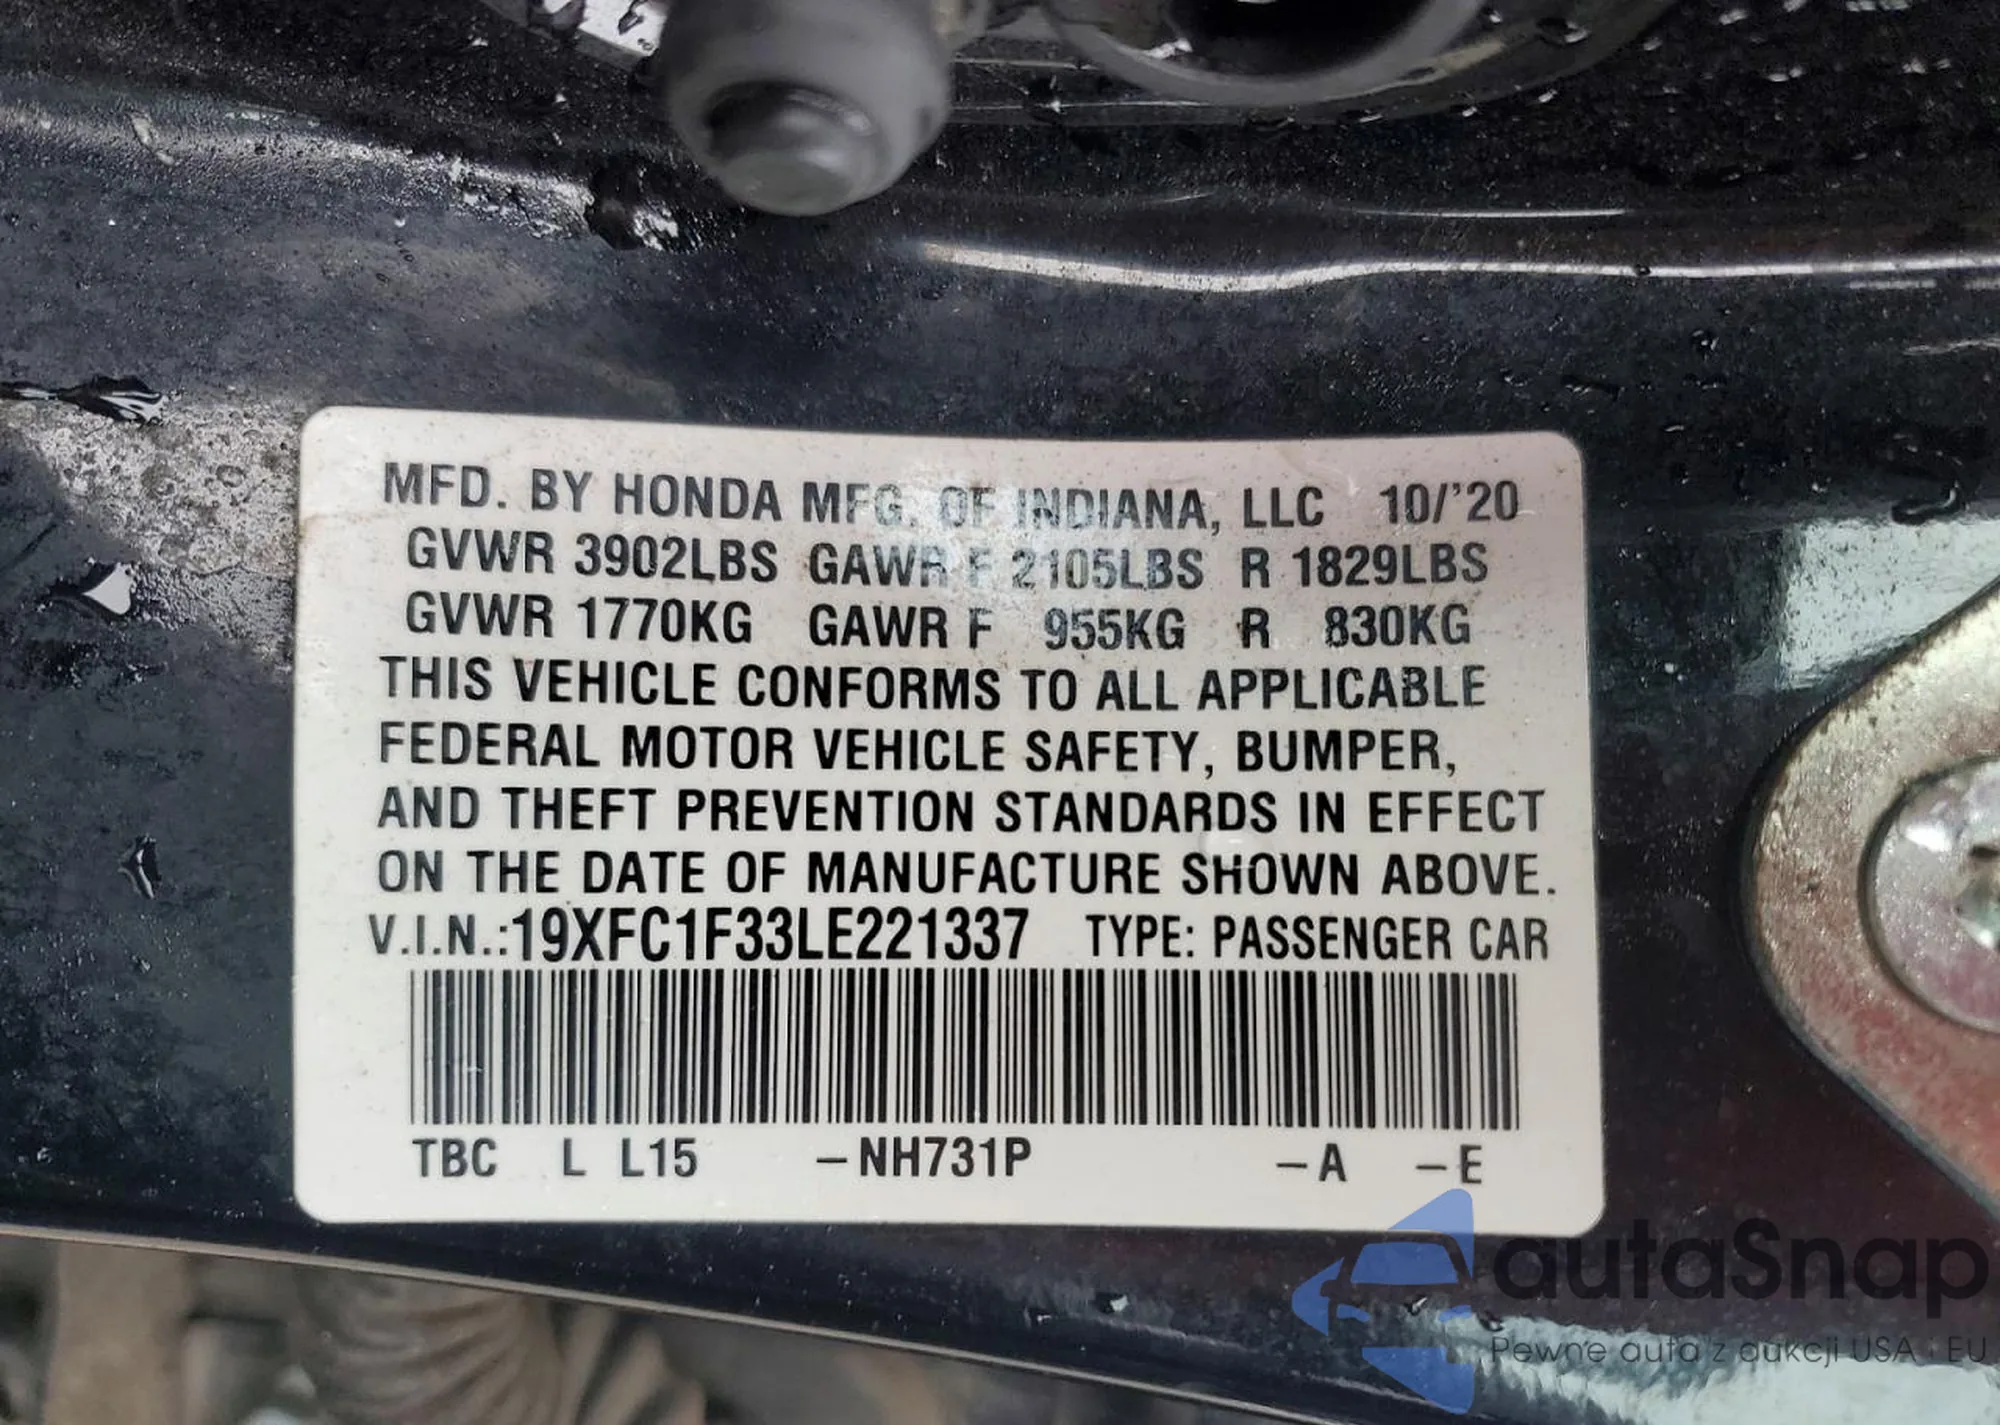 MFD. BY HONDA MFG. OF INDIANA, LLC 10/'20
GVWR 3902LBS GAWR F 2105LBS R 1829LBS
GVWR 1770KG GAWR F 955KG R 830KG
THIS VEHICLE CONFORMS TO ALL APPLICABLE
FEDERAL MOTOR VEHICLE SAFETY, BUMPER,
AND THEFT PREVENTION STANDARDS IN EFFECT
ON THE DATE OF MANUFACTURE SHOWN ABOVE.
V.I.N.:19XFC1F33LE221337 TYPE: PASSENGER CAR
TBC L L15 –NH731P –A –E
autaSnap
Pewne auta z aukcji USA i EU